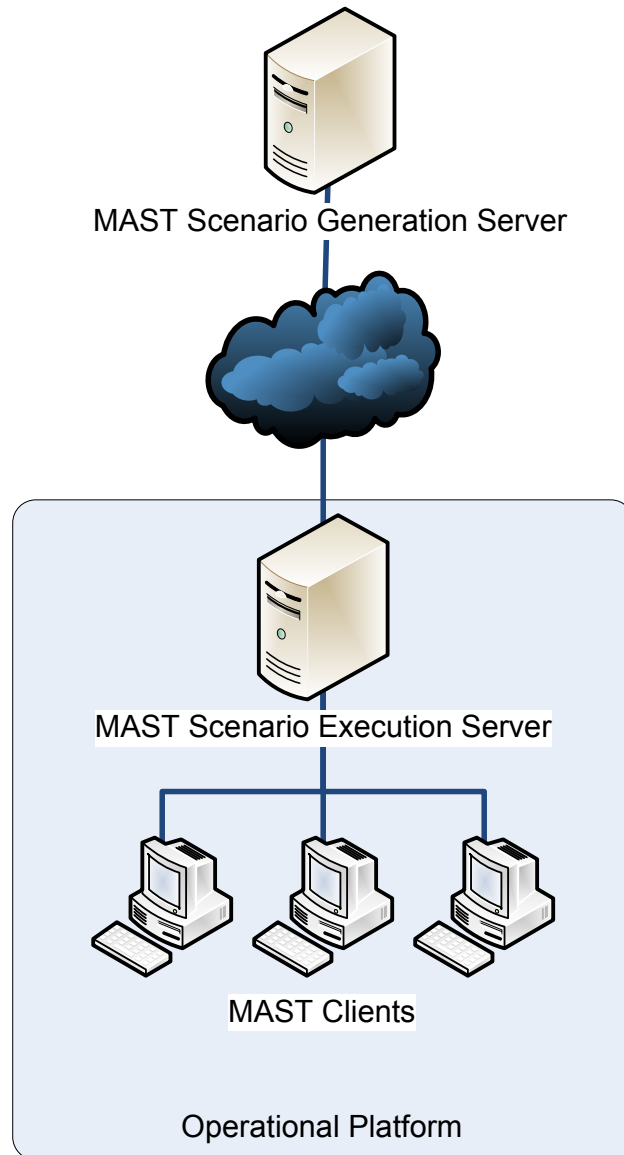 MAST Scenario Generation Server
MAST Scenario Execution Server
MAST Clients
Operational Platform